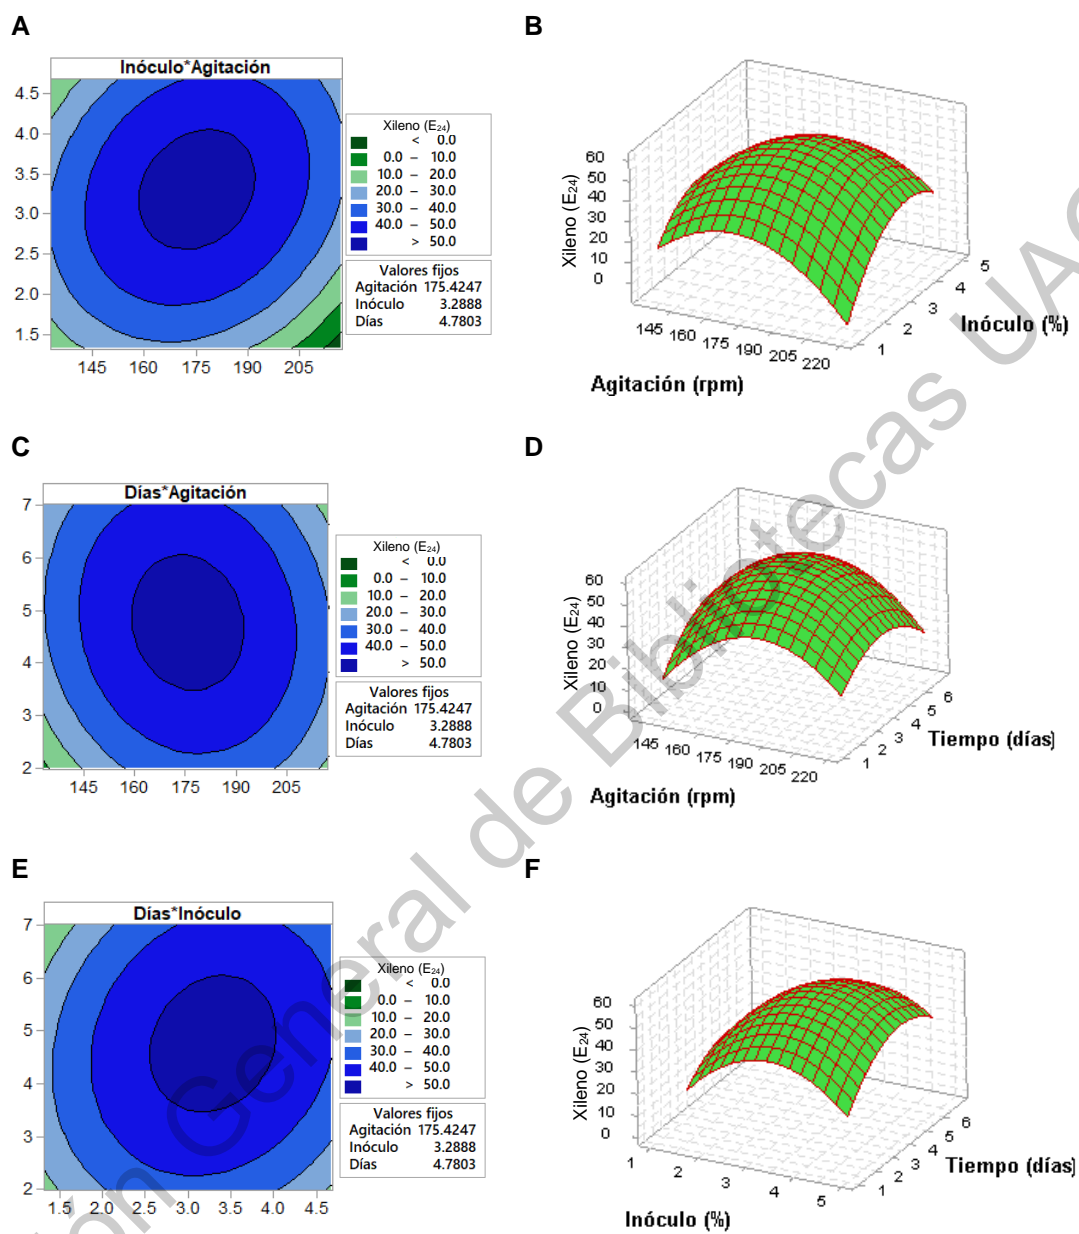 A
B
Inóculo*Agitación
4.5
4.0
3.5
3.0
2.5
2.0
1.5
145 160 175 190 205
Xileno (E24)
< 0.0
0.0 – 10.0
10.0 – 20.0
20.0 – 30.0
30.0 – 40.0
40.0 – 50.0
> 50.0
Valores fijos
Agitación 175.4247
Inóculo 3.2888
Días 4.7803
Xileno (E24)
60
50
40
30
20
10
0
145 160 175 190 205 220
Agitación (rpm)
1 2 3 4 5
Inóculo (%)
C
D
Días*Agitación
7
6
5
4
3
2
145 160 175 190 205
Xileno (E24)
< 0.0
0.0 – 10.0
10.0 – 20.0
20.0 – 30.0
30.0 – 40.0
40.0 – 50.0
> 50.0
Valores fijos
Agitación 175.4247
Inóculo 3.2888
Días 4.7803
Xileno (E24)
60
50
40
30
20
10
0
145 160 175 190 205 220
Agitación (rpm)
1 2 3 4 5 6
Tiempo (días)
E
F
Días*Inóculo
7
6
5
4
3
2
1.5 2.0 2.5 3.0 3.5 4.0 4.5
Xileno (E24)
< 0.0
0.0 – 10.0
10.0 – 20.0
20.0 – 30.0
30.0 – 40.0
40.0 – 50.0
> 50.0
Valores fijos
Agitación 175.4247
Inóculo 3.2888
Días 4.7803
Xileno (E24)
60
50
40
30
20
10
0
1 2 3 4 5
Inóculo (%)
1 2 3 4 5 6
Tiempo (días)
General de Bibliotecas